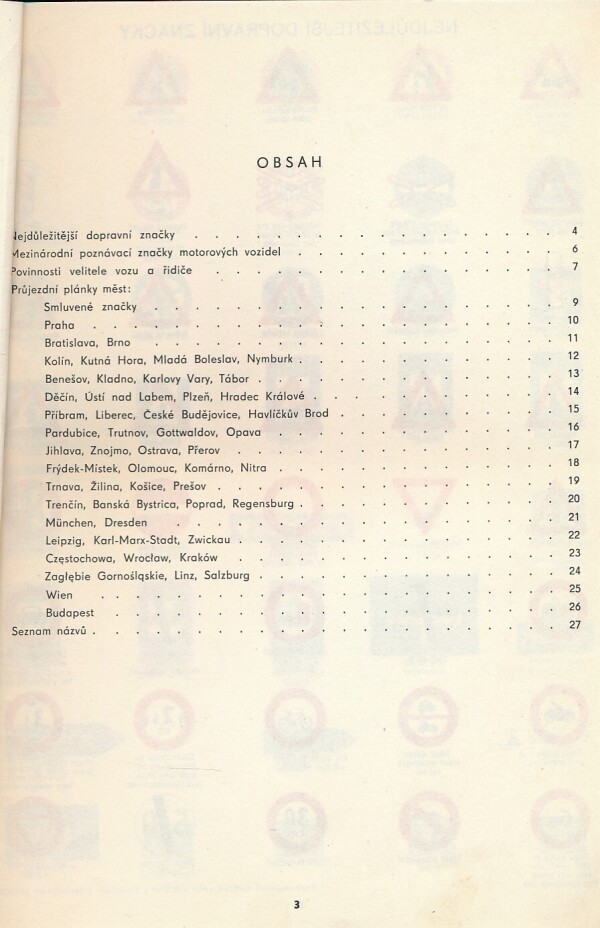 OBSAH
Nejdůležitější dopravní značky . . . . . . . . . . . . . . . . 4
Mezinárodní poznávací značky motorových vozidel . . . . . . . . . . . . 6
Povinnosti velitele vozu a řidiče . . . . . . . . . . . . . . . 7
Průjezdní plánky měst:
Smluvené značky . . . . . . . . . . . . . . . . . 9
Praha . . . . . . . . . . . . . . . . . . . 10
Bratislava, Brno . . . . . . . . . . . . . . . . . 11
Kolín, Kutná Hora, Mladá Boleslav, Nymburk . . . . . . . . . . . 12
Benešov, Kladno, Karlovy Vary, Tábor . . . . . . . . . . . . . 13
Děčín, Ústí nad Labem, Plzeň, Hradec Králové . . . . . . . . . . . 14
Příbram, Liberec, České Budějovice, Havlíčkův Brod . . . . . . . . . . 15
Pardubice, Trutnov, Gottwaldov, Opava . . . . . . . . . . . . 16
Jihlava, Znojmo, Ostrava, Přerov . . . . . . . . . . . . . . 17
Frýdek-Místek, Olomouc, Komárno, Nitra . . . . . . . . . . . . 18
Trnava, Žilina, Košice, Prešov . . . . . . . . . . . . . . . 19
Trenčín, Banská Bystrica, Poprad, Regensburg . . . . . . . . . . . 20
München, Dresden . . . . . . . . . . . . . . . . 21
Leipzig, Karl-Marx-Stadt, Zwickau . . . . . . . . . . . . . . 22
Częstochowa, Wrocław, Kraków . . . . . . . . . . . . . . 23
Zagłębie Gornośląskie, Linz, Salzburg . . . . . . . . . . . . . 24
Wien . . . . . . . . . . . . . . . . . . . 25
Budapest . . . . . . . . . . . . . . . . . . 26
Seznam názvů . . . . . . . . . . . . . . . . . . . 27
3